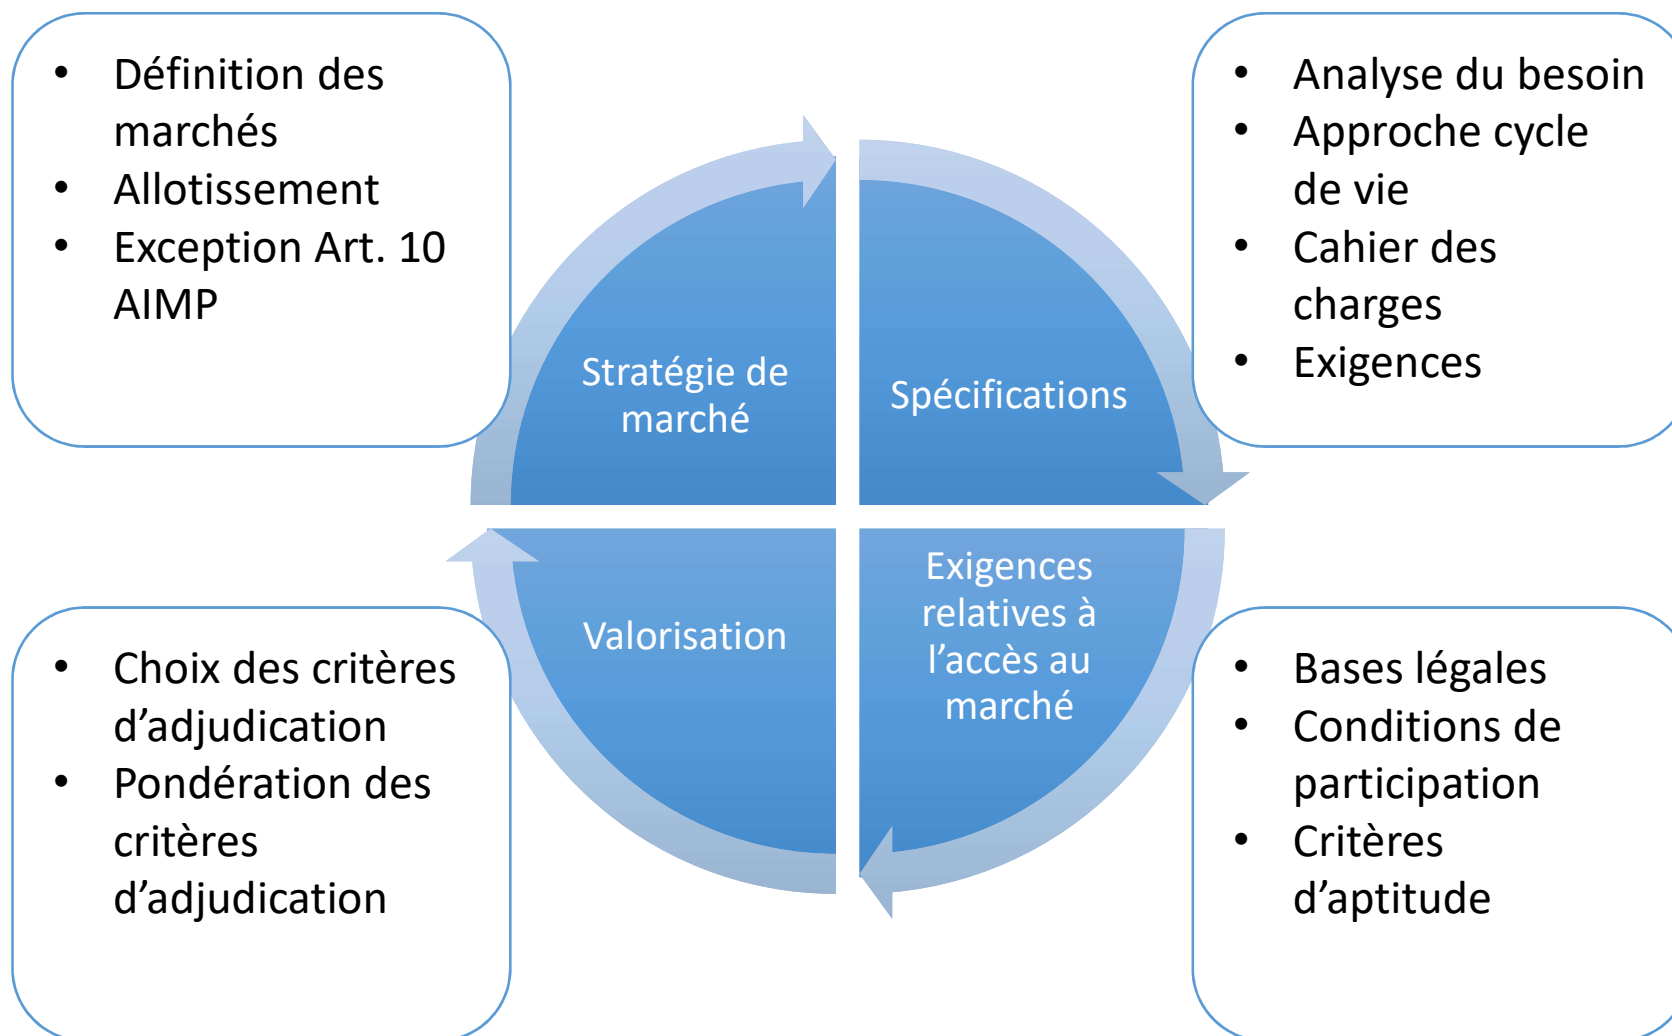 • Définition des
marchés
• Allotissement
• Exception Art. 10
AIMP
• Analyse du besoin
• Approche cycle
de vie
• Cahier des
charges
• Exigences
Stratégie de
marché
Spécifications
Valorisation
Exigences
relatives à
l’accès au
marché
• Choix des critères
d’adjudication
• Pondération des
critères
d’adjudication
• Bases légales
• Conditions de
participation
• Critères
d’aptitude